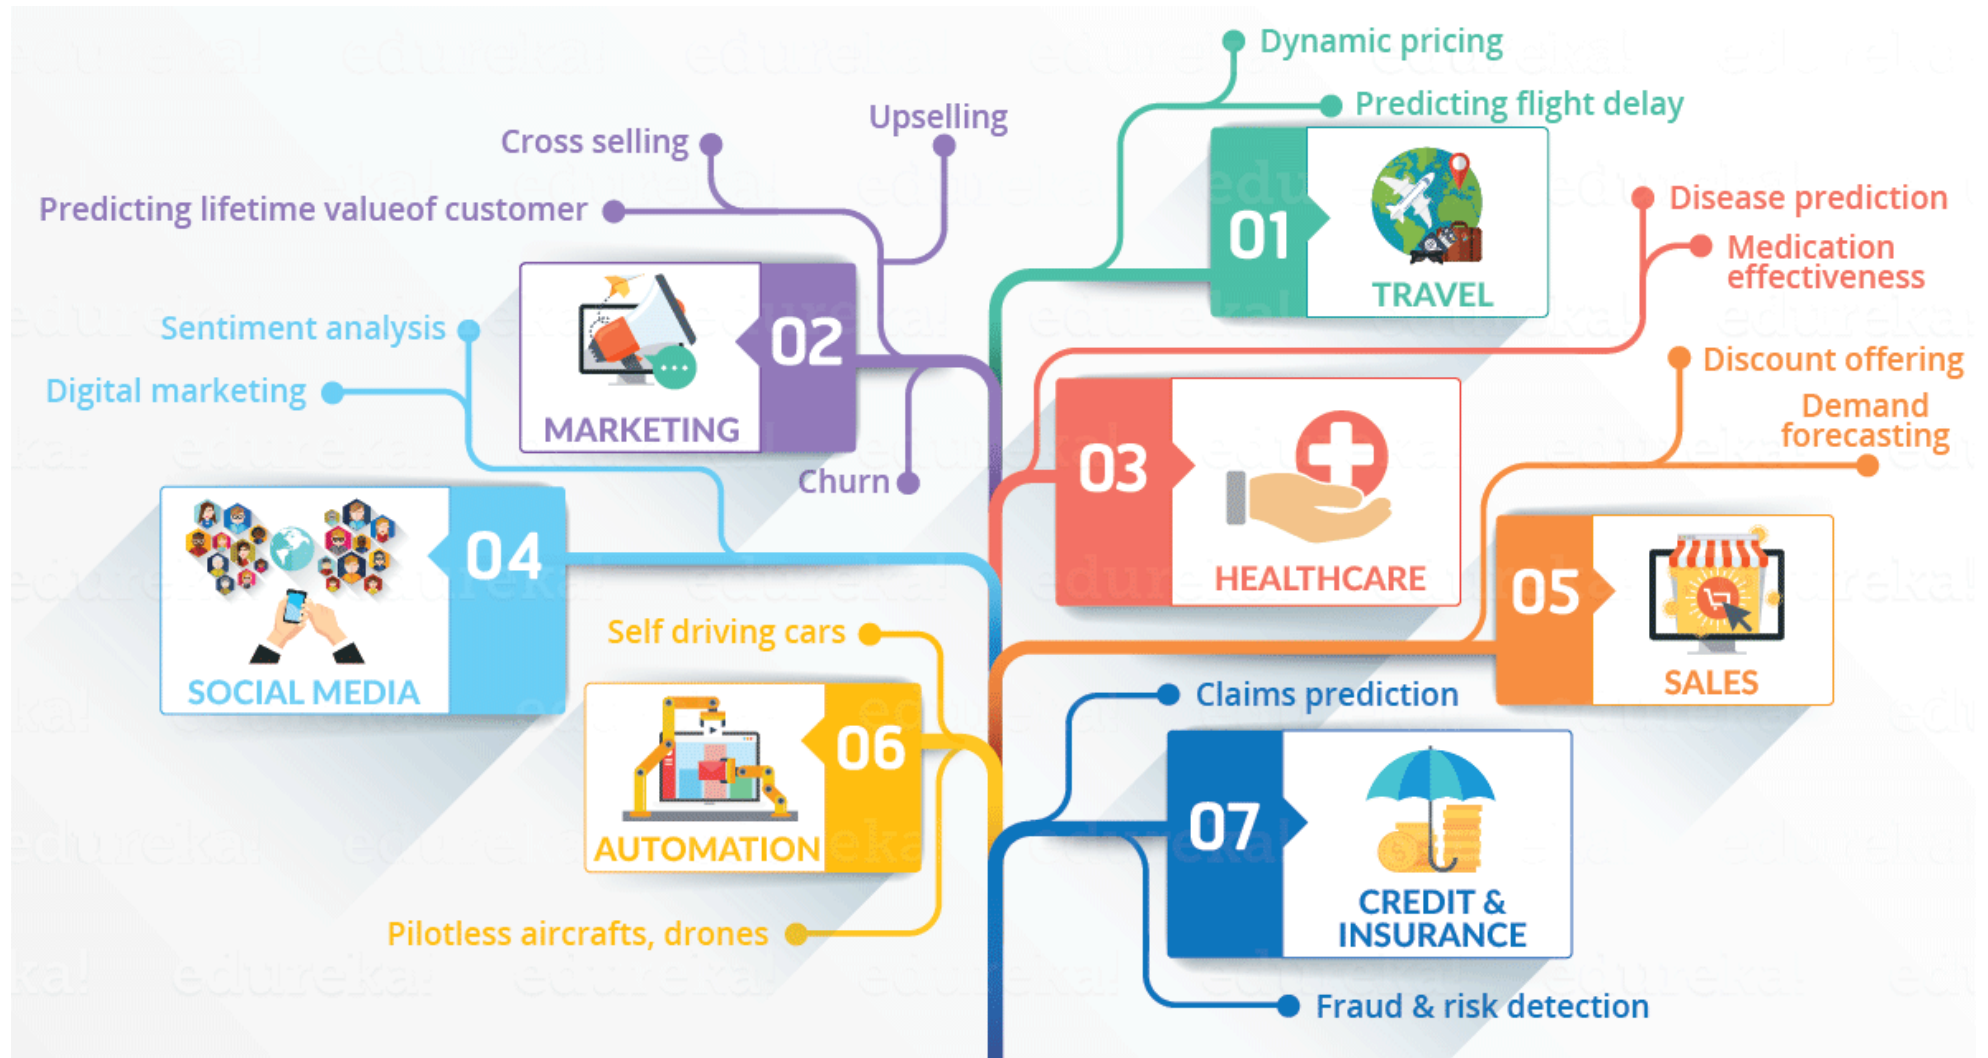 Dynamic pricing
Predicting flight delay
01
TRAVEL
Upselling
Cross selling
Predicting lifetime valueof customer
02
MARKETING
Churn
Disease prediction
Medication
effectiveness
03
HEALTHCARE
Sentiment analysis
Digital marketing
04
SOCIAL MEDIA
Discount offering
Demand
forecasting
05
SALES
Self driving cars
06
AUTOMATION
Pilotless aircrafts, drones
Claims prediction
07
CREDIT &
INSURANCE
Fraud & risk detection
edureka!